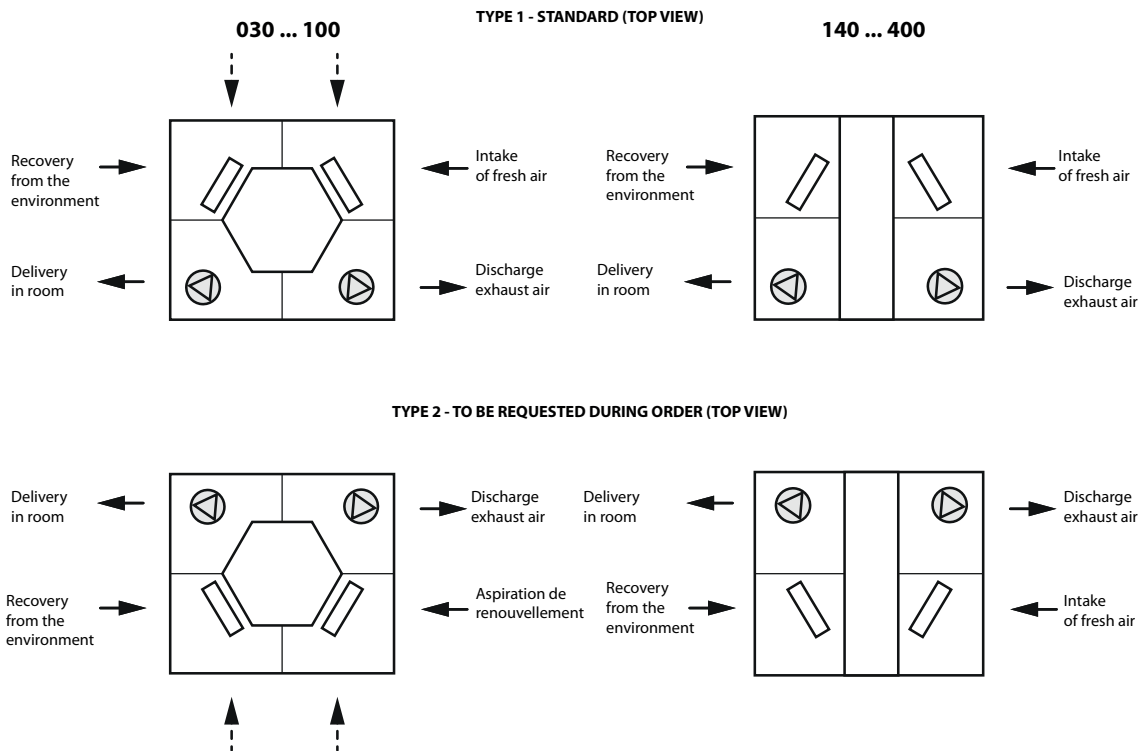 TYPE 1 - STANDARD (TOP VIEW)
030 ... 100
140 ... 400
Recovery
from the
environment
Intake
of fresh air
Delivery
in room
Discharge
exhaust air
Recovery
from the
environment
Intake
of fresh air
Delivery
in room
Discharge
exhaust air
TYPE 2 - TO BE REQUESTED DURING ORDER (TOP VIEW)
Delivery
in room
Discharge
exhaust air
Recovery
from the
environment
Aspiration de
renouvellement
Delivery
in room
Discharge
exhaust air
Recovery
from the
environment
Intake
of fresh air